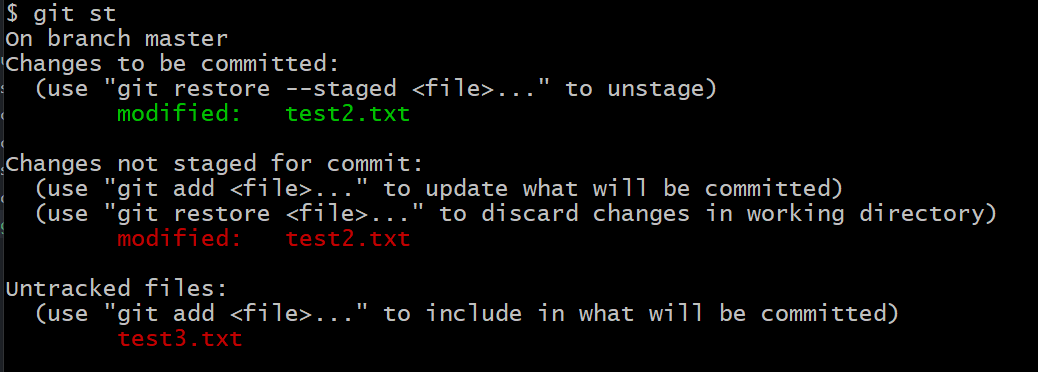 $ git st
On branch master
Changes to be committed:
  (use "git restore --staged <file>..." to unstage)
        modified:   test2.txt

Changes not staged for commit:
  (use "git add <file>..." to update what will be committed)
  (use "git restore <file>..." to discard changes in working directory)
        modified:   test2.txt

Untracked files:
  (use "git add <file>..." to include in what will be committed)
        test3.txt